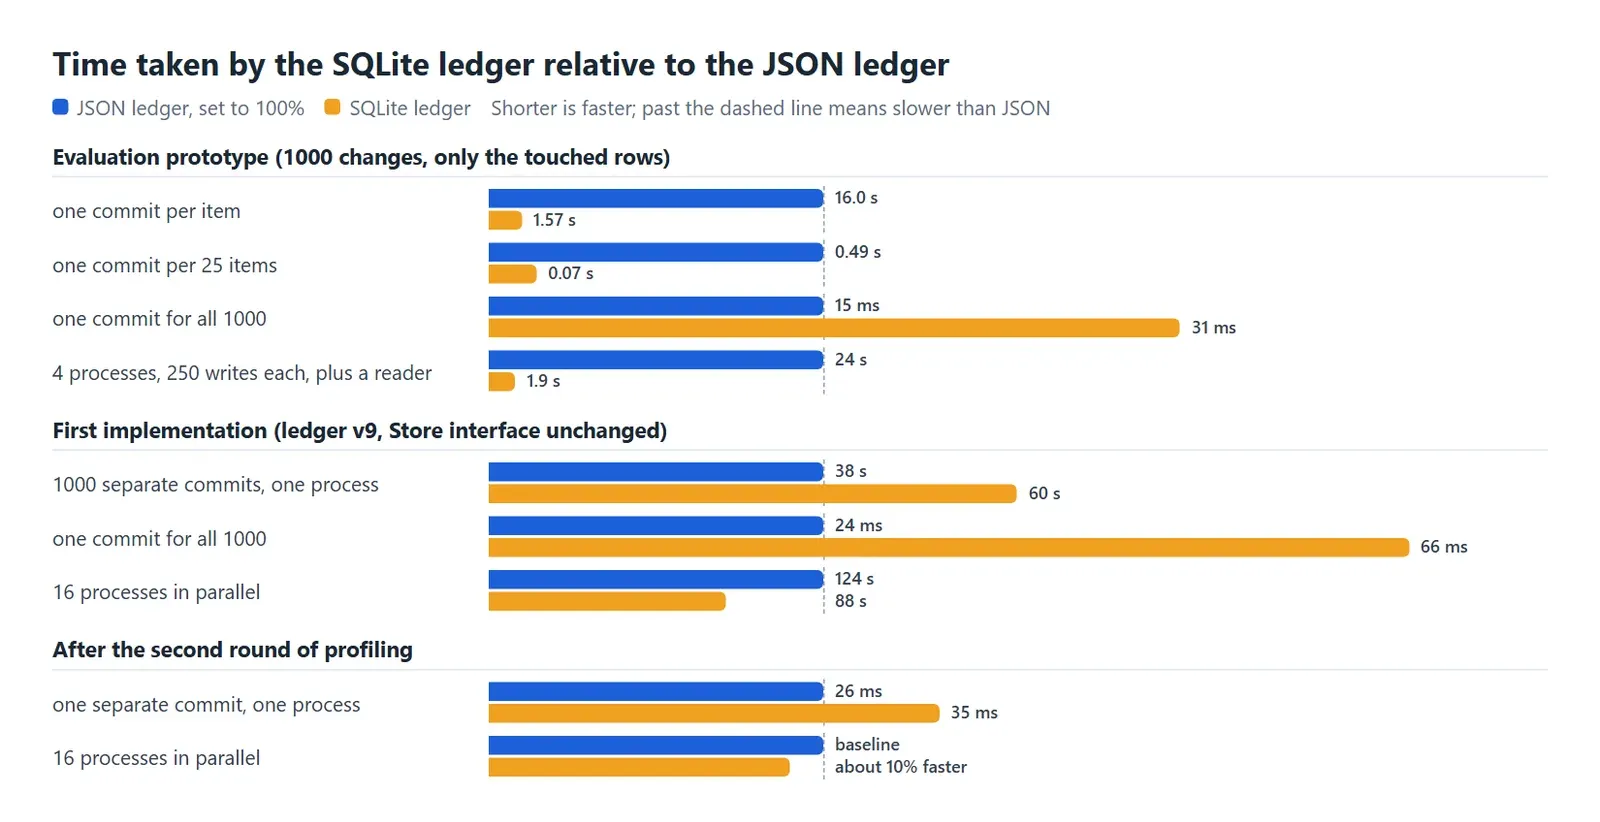 Time taken by the SQLite ledger relative to the JSON ledger
JSON ledger, set to 100% SQLite ledger Shorter is faster; past the dashed line means slower than JSON
Evaluation prototype (1000 changes, only the touched rows)
one commit per item
16.0 s
1.57 s
one commit per 25 items
0.49 s
0.07 s
one commit for all 1000
15 ms
31 ms
4 processes, 250 writes each, plus a reader
24 s
1.9 s
First implementation (ledger v9, Store interface unchanged)
1000 separate commits, one process
38 s
60 s
one commit for all 1000
24 ms
66 ms
16 processes in parallel
124 s
88 s
After the second round of profiling
one separate commit, one process
26 ms
35 ms
16 processes in parallel
baseline
about 10% faster